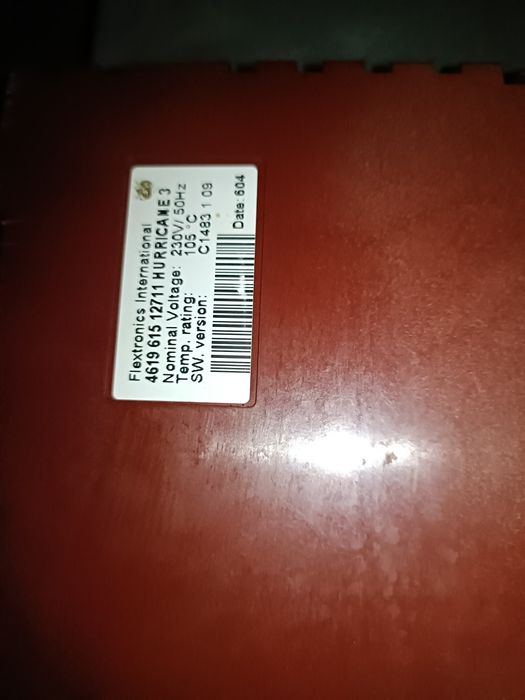 Flextronics International
4619 615 12711 HURRICANE 3
Nominal Voltage: 230V/ 50Hz
Temp. rating: 105 °C
SW. version: C1483 1 09
Date: 604